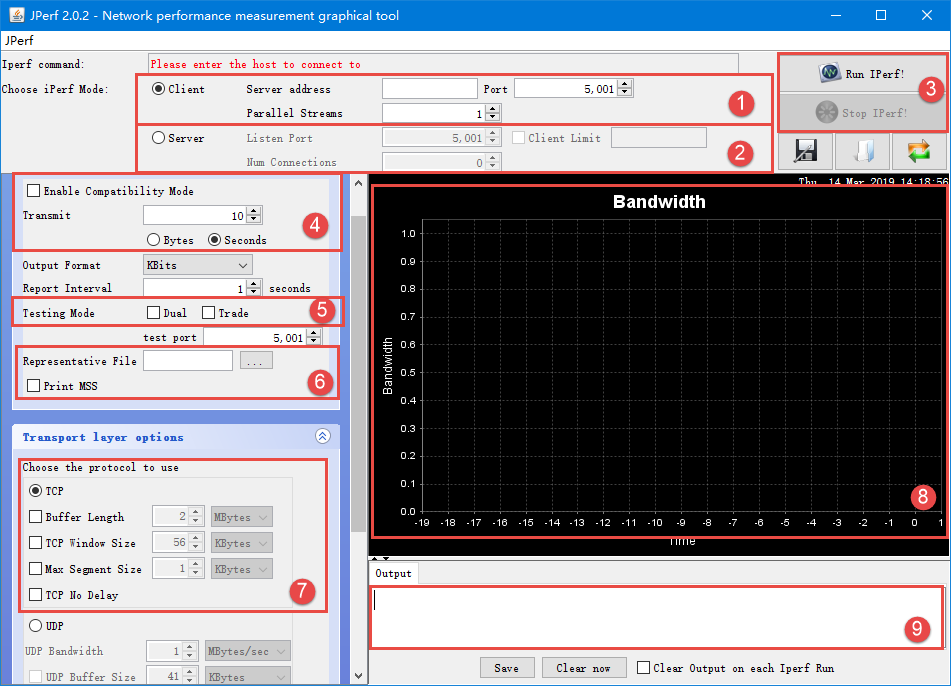 JPerf 2.0.2 - Network performance measurement graphical tool
JPerf
Iperf command: Please enter the host to connect to
Choose iPerf Mode: Client Server address Port 5,001
Parallel Streams 1
1
Server Listen Port 5,001 Client Limit
Num Connections 0
2
Run IPerf!
3
Stop IPerf!
Thu, 14 Mar 2019 14:18:56
Enable Compatibility Mode
Transmit 10
4
Bytes Seconds
Output Format KBits
Report Interval 1 seconds
Testing Mode Dual Trade
5
test port 5,001
Representative File ...
Print MSS
6
Transport layer options
Choose the protocol to use
TCP
Buffer Length 2 MBytes
TCP Window Size 56 KBytes
Max Segment Size 1 KBytes
TCP No Delay
7
UDP
UDP Bandwidth 1 MBytes/sec
UDP Buffer Size 41 KBytes
Bandwidth
1.0
0.9
0.8
0.7
0.6
0.5
0.4
0.3
0.2
0.1
0.0
Bandwidth
-19 -18 -17 -16 -15 -14 -13 -12 -11 -10 -9 -8 -7 -6 -5 -4 -3 -2 -1 0 1
Time
8
Output
9
Save Clear now Clear Output on each Iperf Run